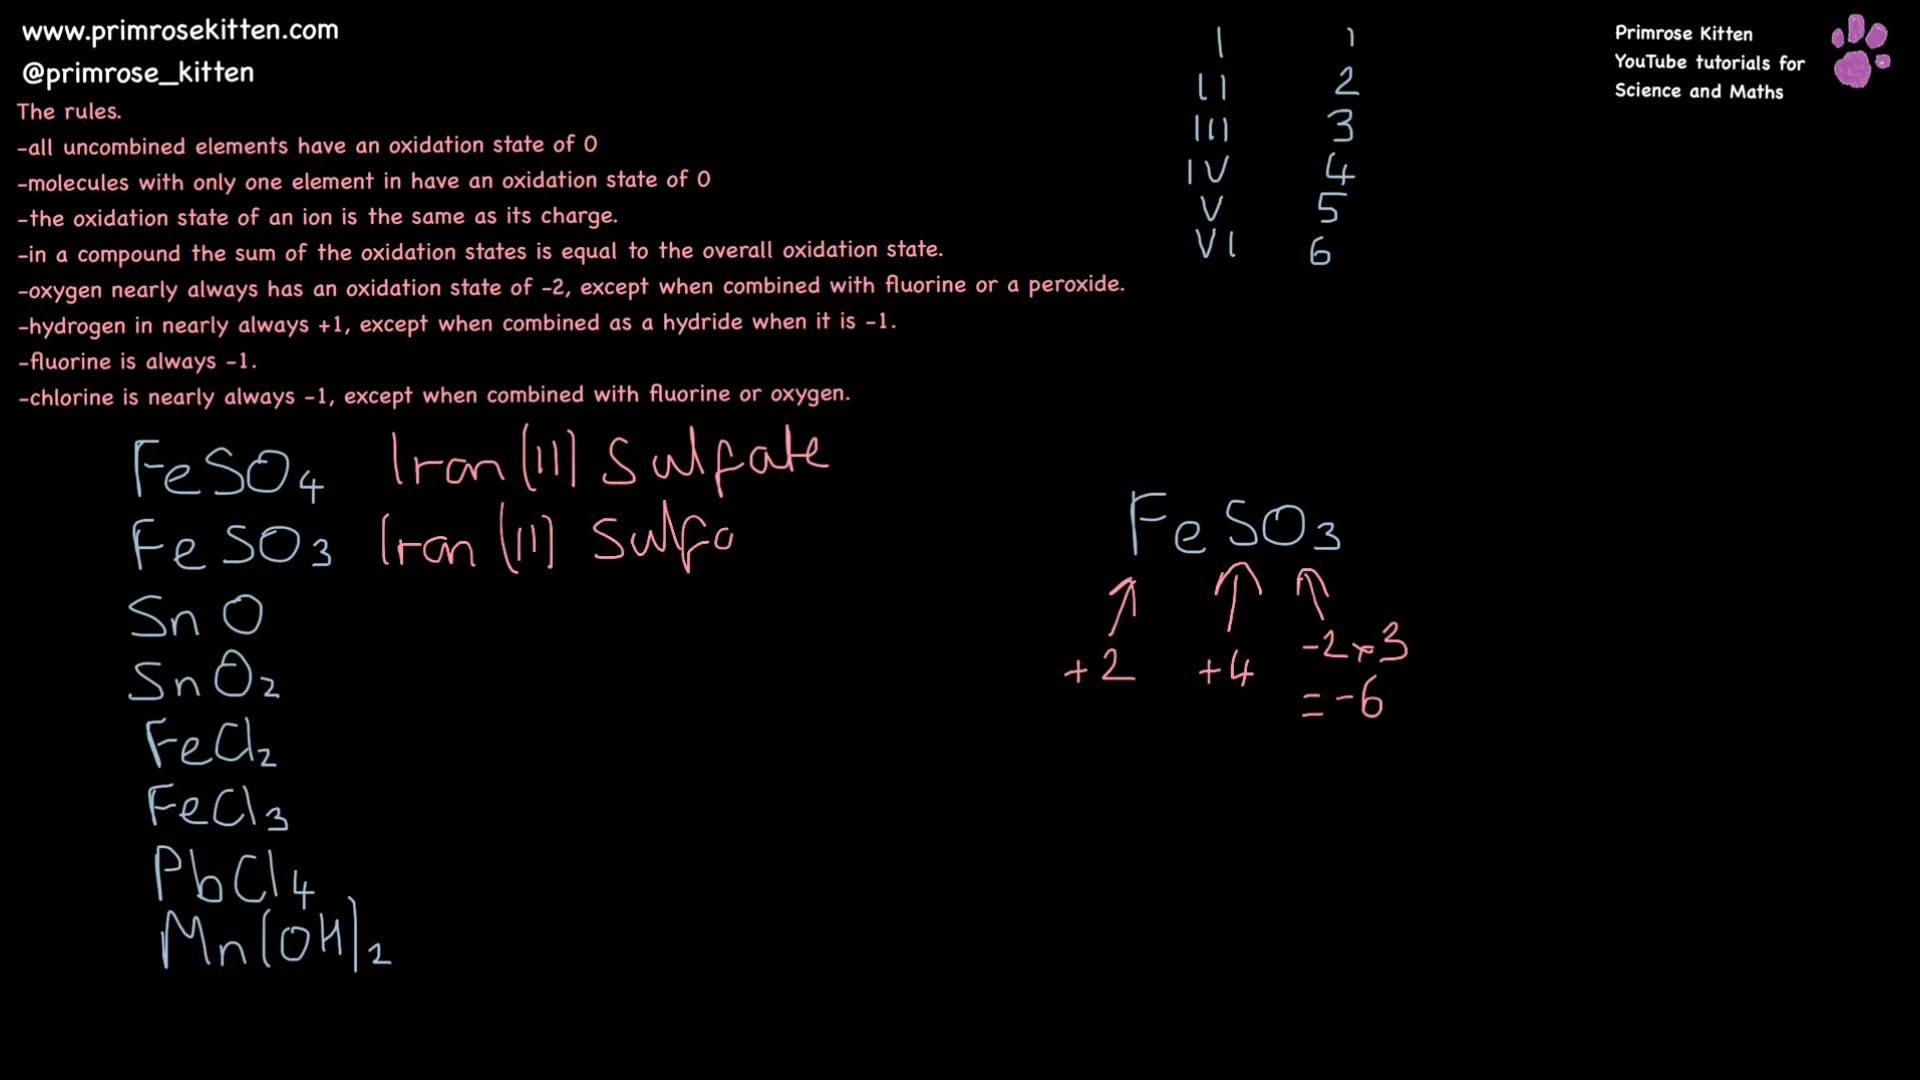 www.primrosekitten.com
@primrose_kitten
Primrose Kitten
YouTube tutorials for
Science and Maths
The rules.
-all uncombined elements have an oxidation state of 0
-molecules with only one element in have an oxidation state of 0
-the oxidation state of an ion is the same as its charge.
-in a compound the sum of the oxidation states is equal to the overall oxidation state.
-oxygen nearly always has an oxidation state of -2, except when combined with fluorine or a peroxide.
-hydrogen in nearly always +1, except when combined as a hydride when it is -1.
-fluorine is always -1.
-chlorine is nearly always -1, except when combined with fluorine or oxygen.
I 1
II 2
III 3
IV 4
V 5
VI 6
FeSO4 Iron (II) Sulfate
FeSO3 Iron (II) Sulfa
SnO
SnO2
FeCl2
FeCl3
PbCl4
Mn(OH)2
FeSO3
+2 +4 -2×3
= -6